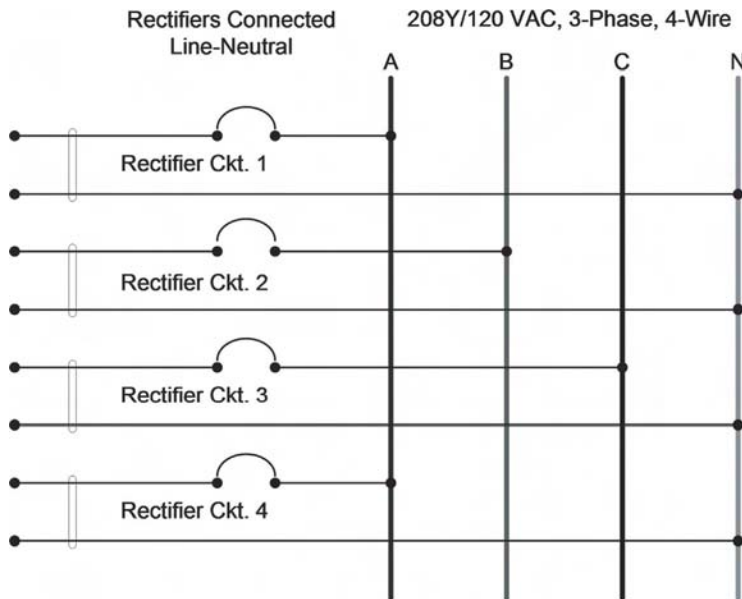 Rectifiers Connected
Line-Neutral
208Y/120 VAC, 3-Phase, 4-Wire
A B C N
Rectifier Ckt. 1
Rectifier Ckt. 2
Rectifier Ckt. 3
Rectifier Ckt. 4